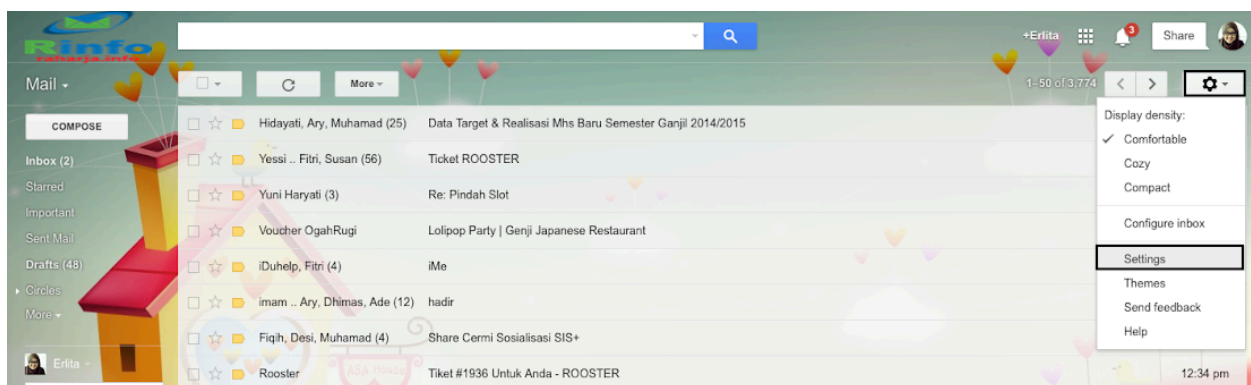 Rinfo
raharja.info
+Erlita
3
Share
Mail
More
1-50 of 3,774
COMPOSE
Inbox (2)
Starred
Important
Sent Mail
Drafts (48)
Circles
More
Erlita
Hidayati, Ary, Muhamad (25) Data Target & Realisasi Mhs Baru Semester Ganjil 2014/2015
Yessi .. Fitri, Susan (56) Ticket ROOSTER
Yuni Haryati (3) Re: Pindah Slot
Voucher OgahRugi Lolipop Party | Genji Japanese Restaurant
iDuhelp, Fitri (4) iMe
imam .. Ary, Dhimas, Ade (12) hadir
Fiqih, Desi, Muhamad (4) Share Cermi Sosialisasi SIS+
Rooster Tiket #1936 Untuk Anda - ROOSTER 12:34 pm
ASA House
Display density:
Comfortable
Cozy
Compact
Configure inbox
Settings
Themes
Send feedback
Help